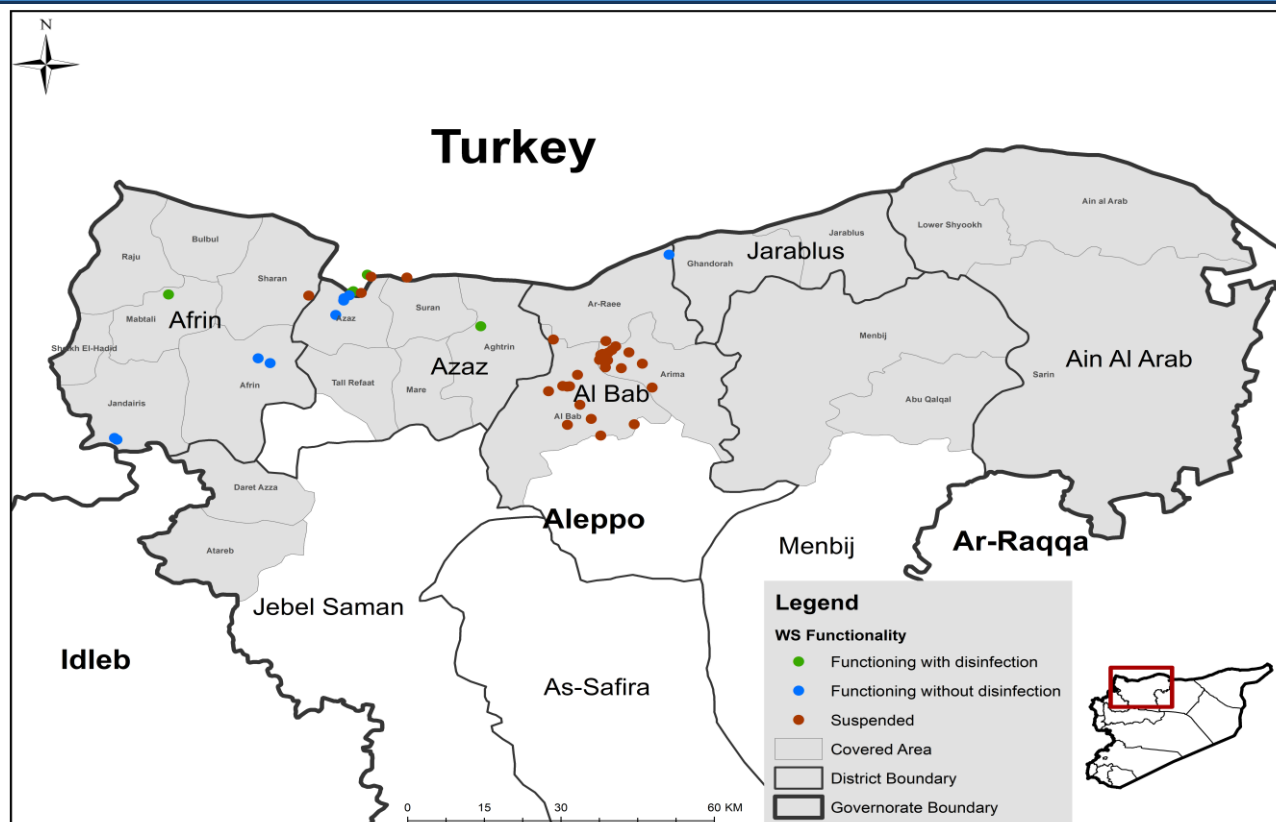 N
Turkey
Ain al Arab
Lower Shyookh
Jarablus
Bulbul
Jarablus
Raju
Ghandorah
Sharan
Ar-Raee
Suran
Mabtali
Afrin
Azaz
Aghtrin
Menbij
Sheikh El-Hadid
Azaz
Ain Al Arab
Afrin
Tall Refaat
Mare
Arima
Sarin
Al Bab
Jandairis
Abu Qalqal
Al Bab
Daret Azza
Aleppo
Ar-Raqqa
Menbij
Atareb
Jebel Saman
Idleb
As-Safira
Legend
WS Functionality
Functioning with disinfection
Functioning without disinfection
Suspended
Covered Area
District Boundary
Governorate Boundary
0 15 30 60 KM